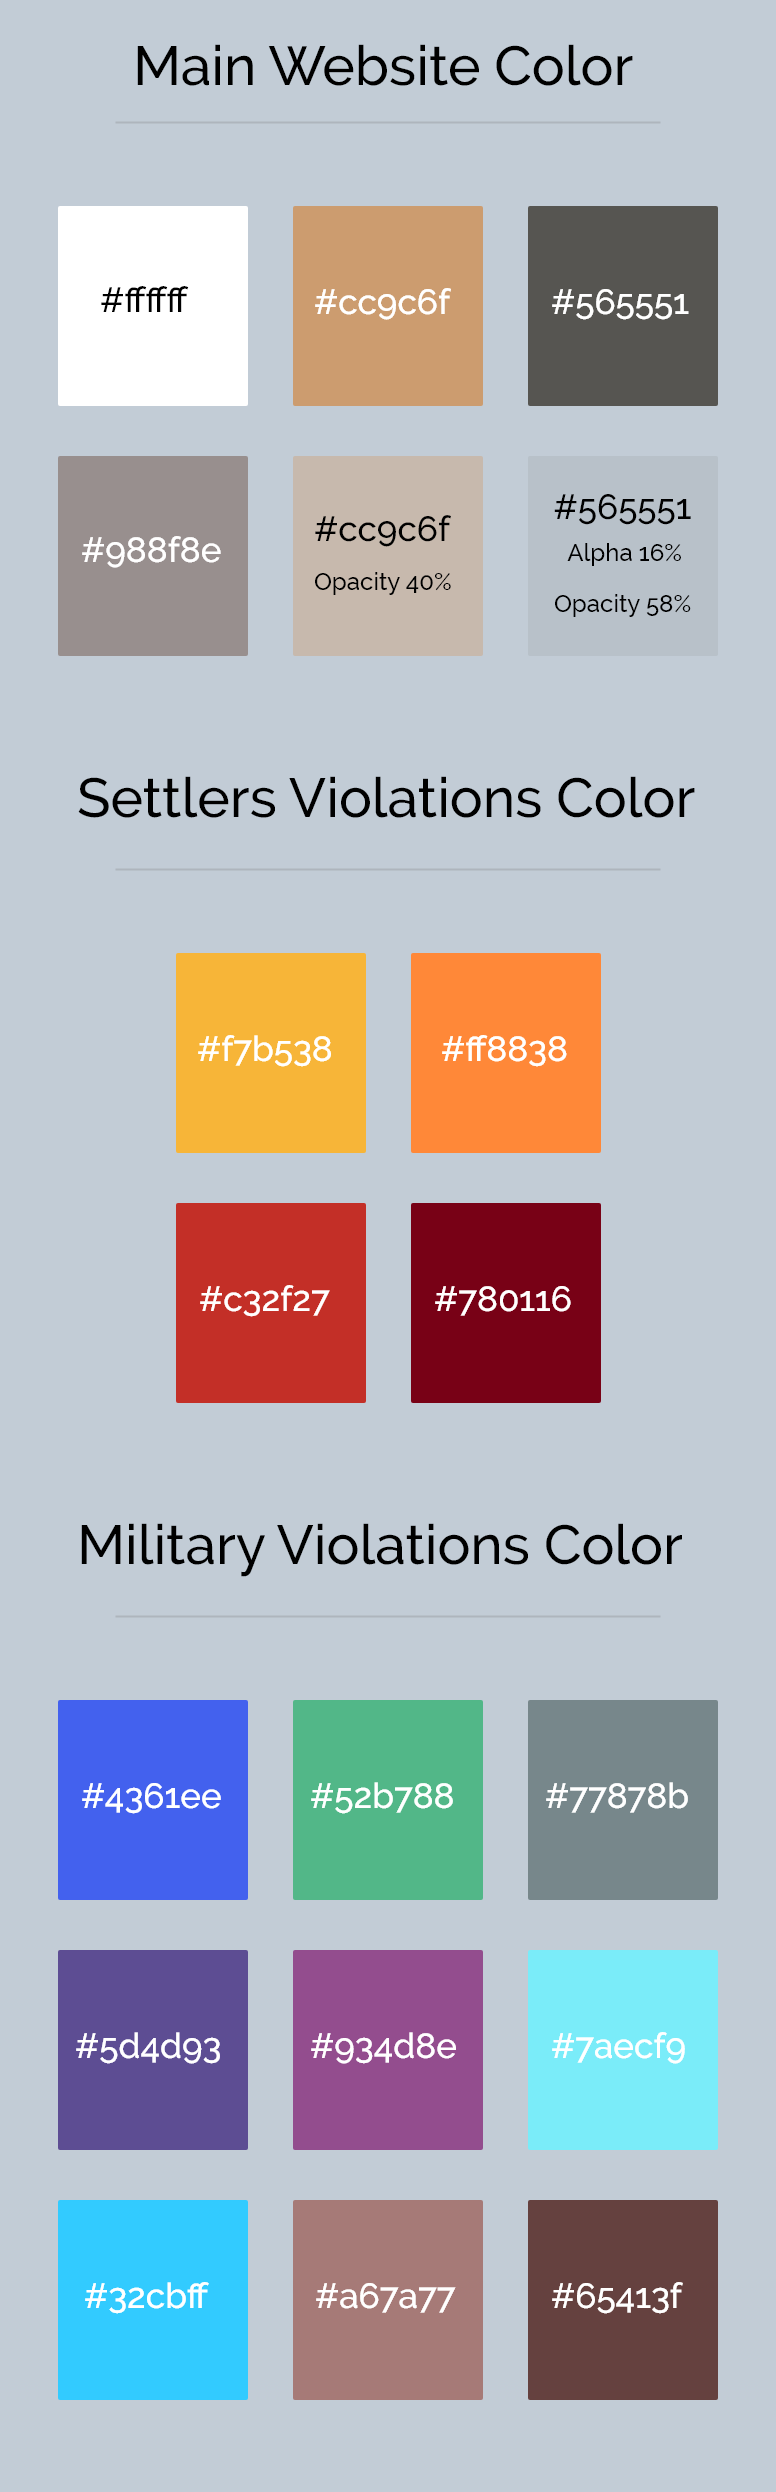 Main Website Color
#ffffff
#cc9c6f
#565551
#988f8e
#cc9c6f
Opacity 40%
#565551
Alpha 16%
Opacity 58%
Settlers Violations Color
#f7b538
#ff8838
#c32f27
#780116
Military Violations Color
#4361ee
#52b788
#77878b
#5d4d93
#934d8e
#7aecf9
#32cbff
#a67a77
#65413f